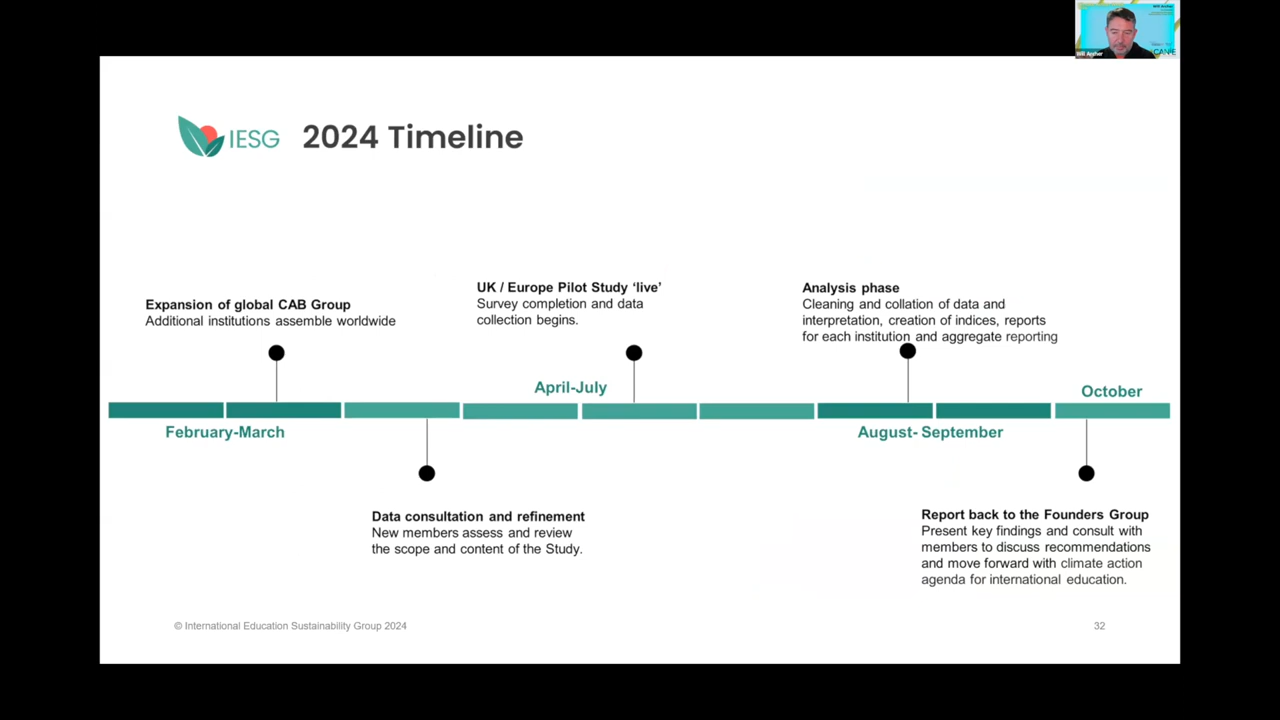 Will Archer
CANIE
Will Archer
IESG
2024 Timeline
Expansion of global CAB Group
Additional institutions assemble worldwide
UK / Europe Pilot Study ‘live’
Survey completion and data
collection begins.
Analysis phase
Cleaning and collation of data and
interpretation, creation of indices, reports
for each institution and aggregate reporting
April-July
October
February-March
August- September
Data consultation and refinement
New members assess and review
the scope and content of the Study.
Report back to the Founders Group
Present key findings and consult with
members to discuss recommendations
and move forward with climate action
agenda for international education.
© International Education Sustainability Group 2024
32